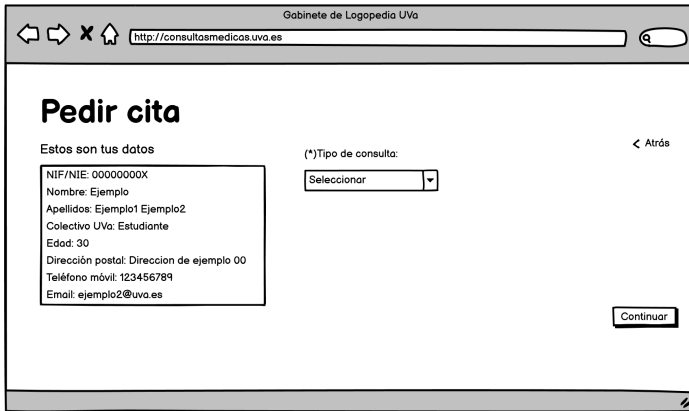 Gabinete de Logopedia UVa
http://consultasmedicas.uva.es
Pedir cita
Estos son tus datos
NIF/NIE: 00000000X
Nombre: Ejemplo
Apellidos: Ejemplo1 Ejemplo2
Colectivo UVa: Estudiante
Edad: 30
Dirección postal: Direccion de ejemplo 00
Teléfono móvil: 123456789
Email: ejemplo2@uva.es
(*)Tipo de consulta:
Seleccionar
Atrás
Continuar